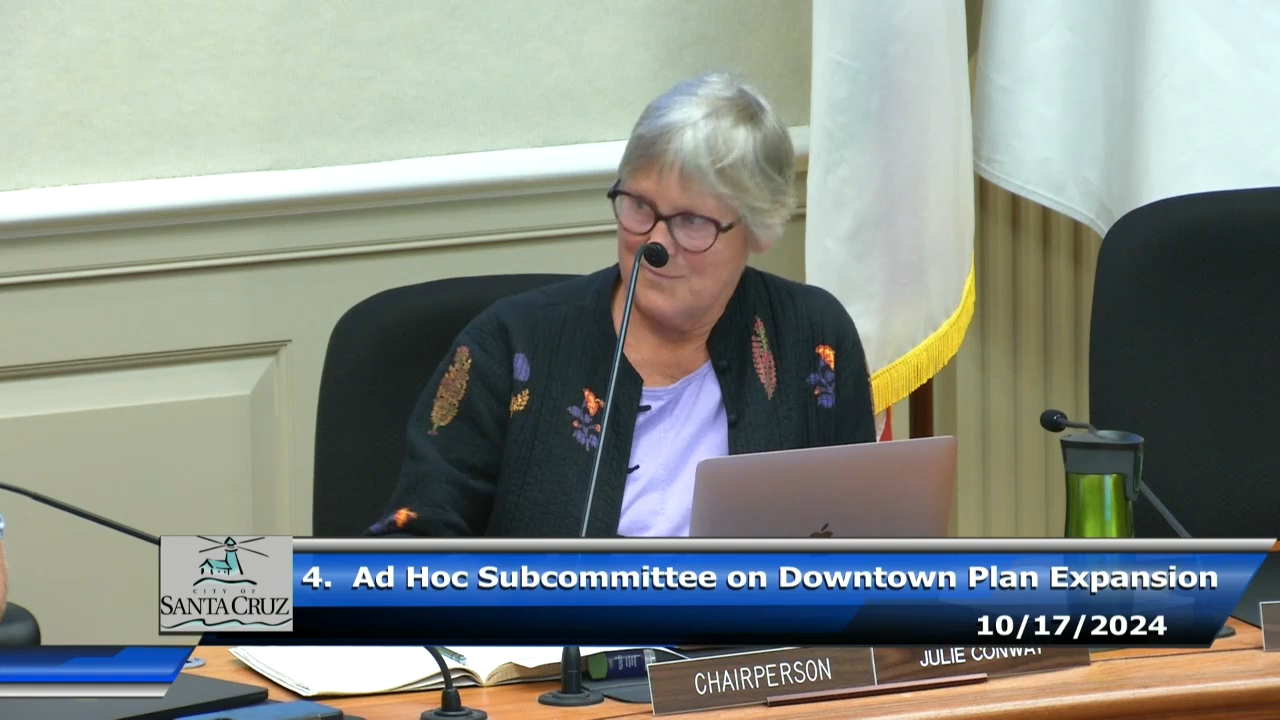 4. Ad Hoc Subcommittee on Downtown Plan Expansion
CITY OF
SANTA CRUZ
10/17/2024
CHAIRPERSON
JULIE CONWAY